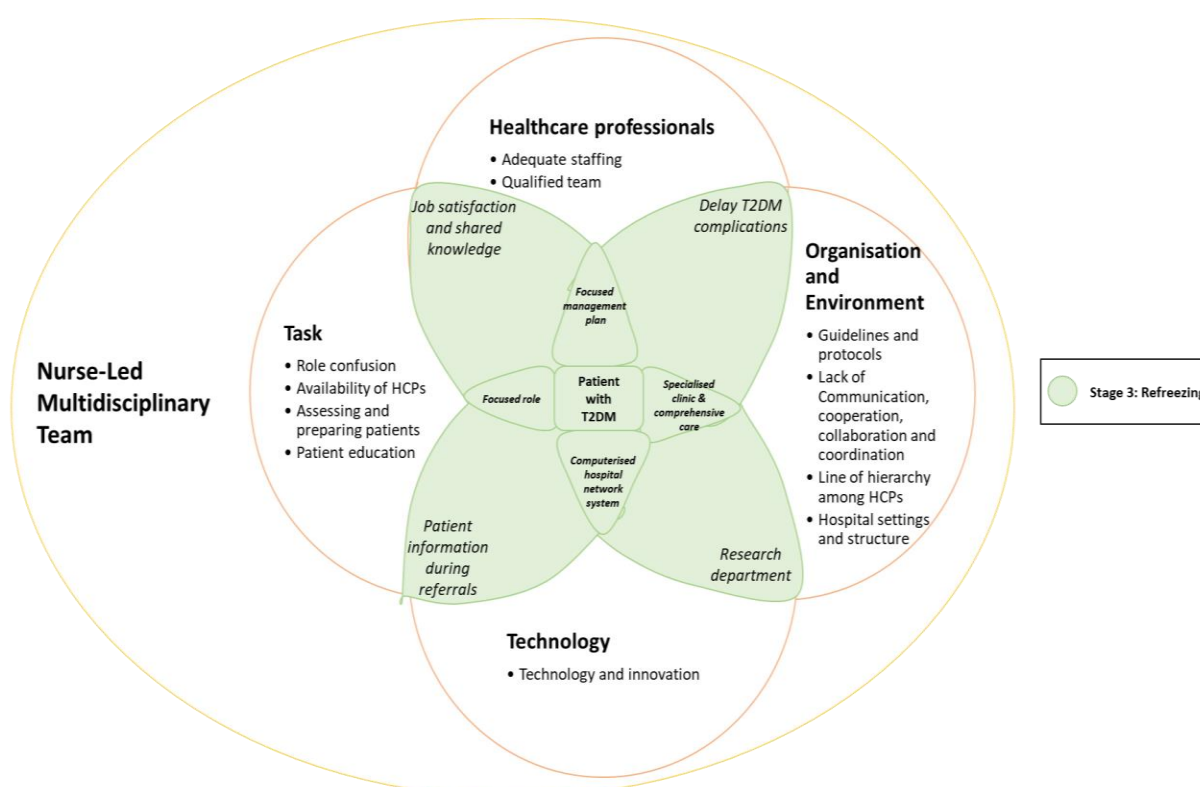 Healthcare professionals
• Adequate staffing
• Qualified team
Job satisfaction
and shared
knowledge
Delay T2DM
complications
Organisation
and
Environment
• Guidelines and
protocols
• Lack of
Communication,
cooperation,
collaboration and
coordination
• Line of hierarchy
among HCPs
• Hospital settings
and structure
Focused
management
plan
Task
• Role confusion
• Availability of HCPs
• Assessing and
preparing patients
• Patient education
Nurse-Led
Multidisciplinary
Team
Focused role
Patient
with
T2DM
Specialised
clinic &
comprehensive
care
Stage 3: Refreezing
Computerised
hospital
network
system
Patient
information
during
referrals
Research
department
Technology
• Technology and innovation